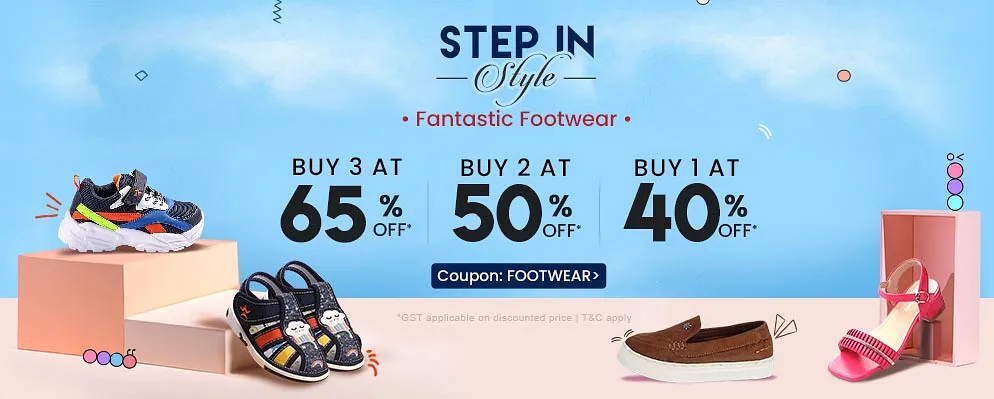 STEP IN
Style
• Fantastic Footwear •
BUY 3 AT
65% OFF*
BUY 2 AT
50% OFF*
BUY 1 AT
40% OFF*
Coupon: FOOTWEAR>
*GST applicable on discounted price | T&C apply